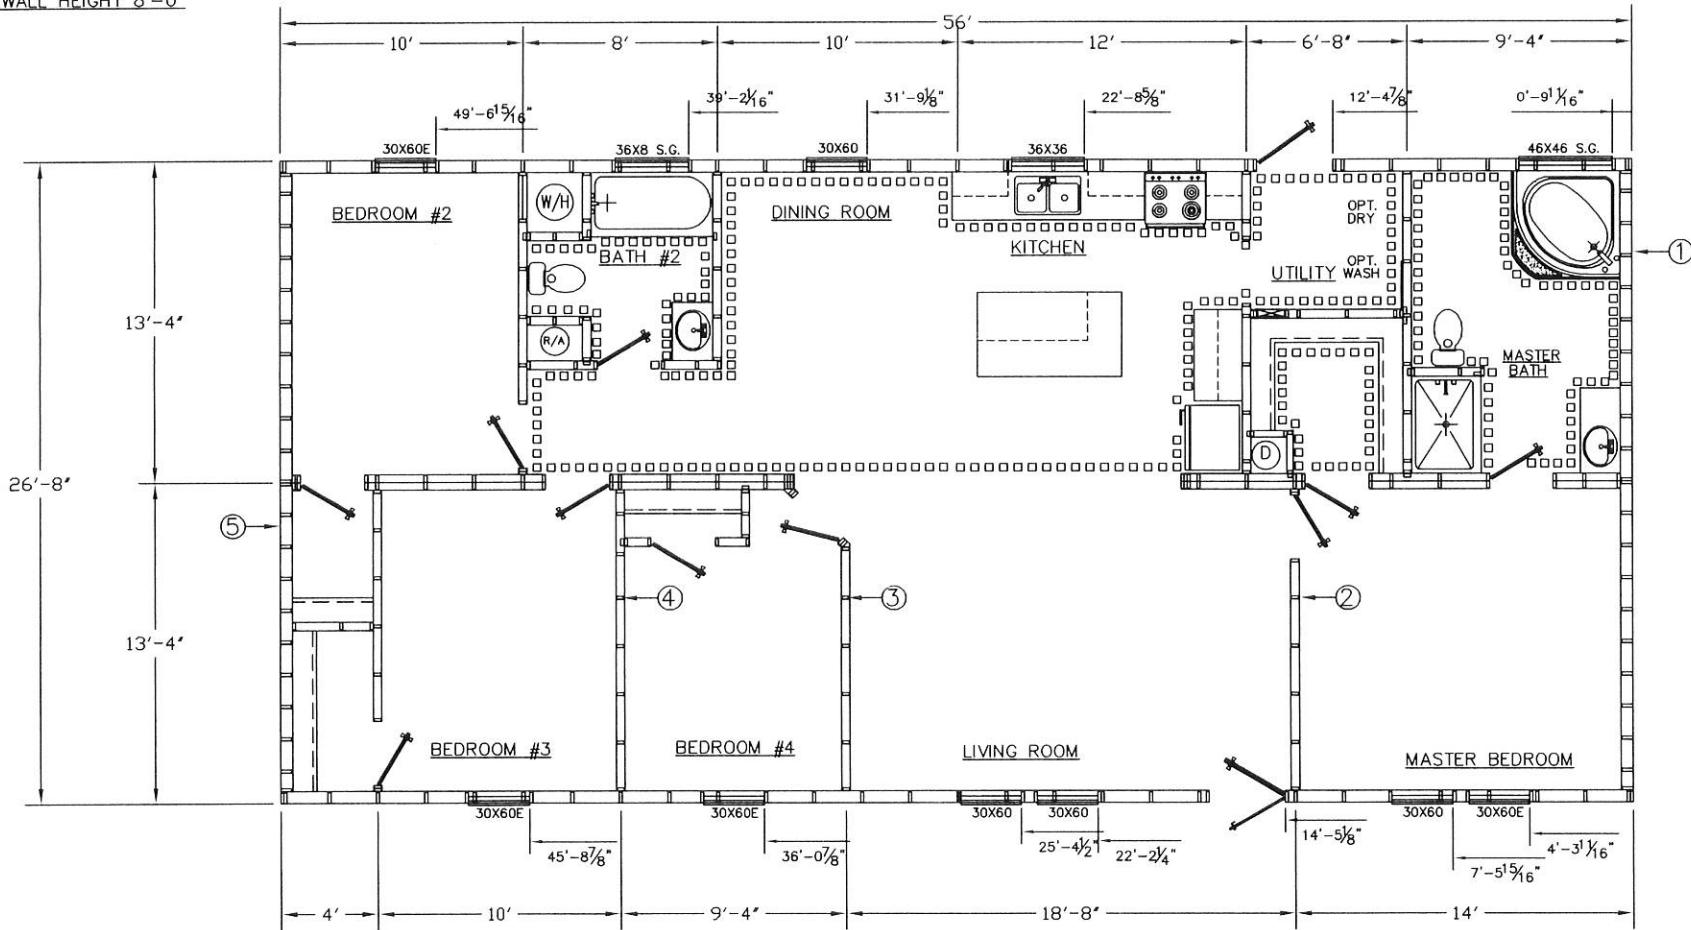 WALL HEIGHT 8'-0"
56'
10' 8' 10' 12' 6'-8" 9'-4"
49'-6 15/16" 39'-2 1/16" 31'-9 1/8" 22'-8 5/8" 12'-4 7/8" 0'-9 11/16"
30X60E 36X8 S.G. 30X60 36X36 46X46 S.G.
W/H
BEDROOM #2 DINING ROOM OPT.
DRY
KITCHEN
BATH #2
UTILITY OPT.
WASH
1
13'-4"
R/A
MASTER
BATH
D
26'-8"
5
4 3 2
13'-4"
BEDROOM #3 BEDROOM #4 LIVING ROOM MASTER BEDROOM
30X60E 30X60E 30X60 30X60 30X60 30X60E
45'-8 7/8" 36'-0 7/8" 25'-4 1/2" 22'-2 1/4" 14'-5 1/8" 7'-5 15/16" 4'-3 11/16"
4' 10' 9'-4" 18'-8" 14'